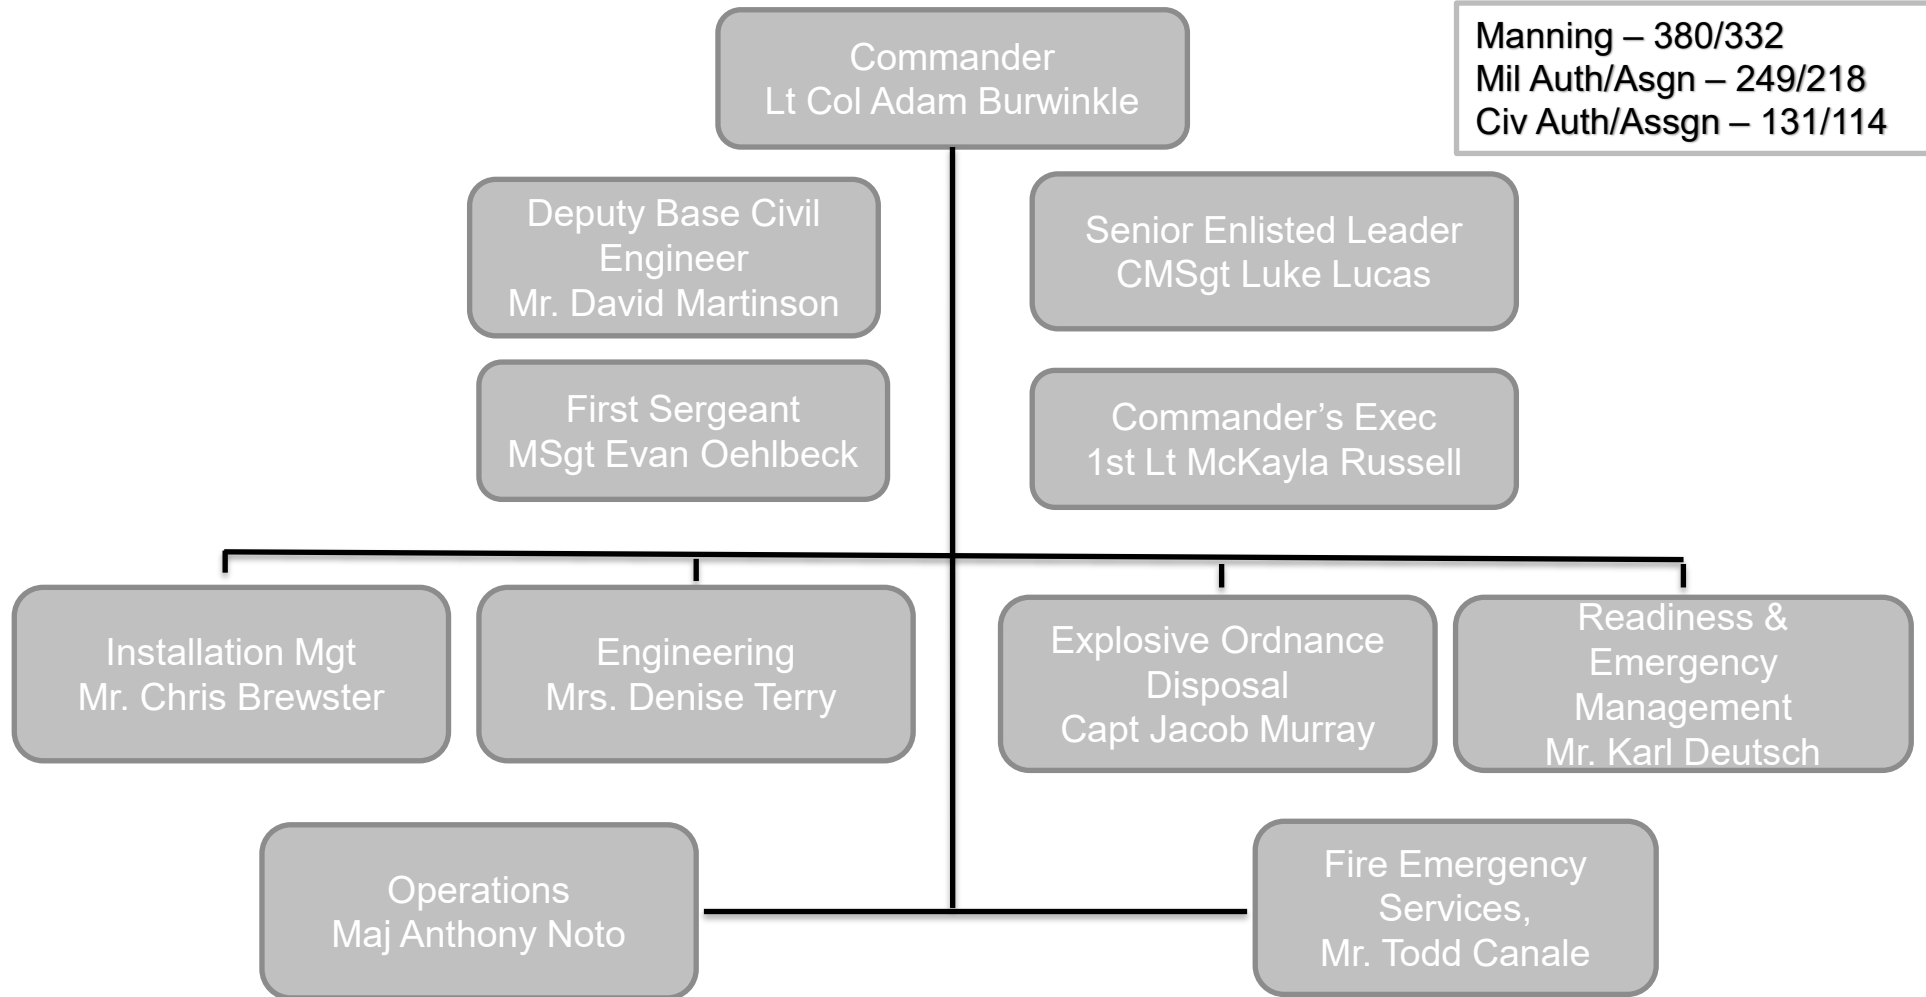 Commander
Lt Col Adam Burwinkle
Manning – 380/332
Mil Auth/Asgn – 249/218
Civ Auth/Assgn – 131/114
Deputy Base Civil
Engineer
Mr. David Martinson
Senior Enlisted Leader
CMSgt Luke Lucas
First Sergeant
MSgt Evan Oehlbeck
Commander’s Exec
1st Lt McKayla Russell
Installation Mgt
Mr. Chris Brewster
Engineering
Mrs. Denise Terry
Explosive Ordnance
Disposal
Capt Jacob Murray
Readiness &
Emergency
Management
Mr. Karl Deutsch
Operations
Maj Anthony Noto
Fire Emergency
Services,
Mr. Todd Canale